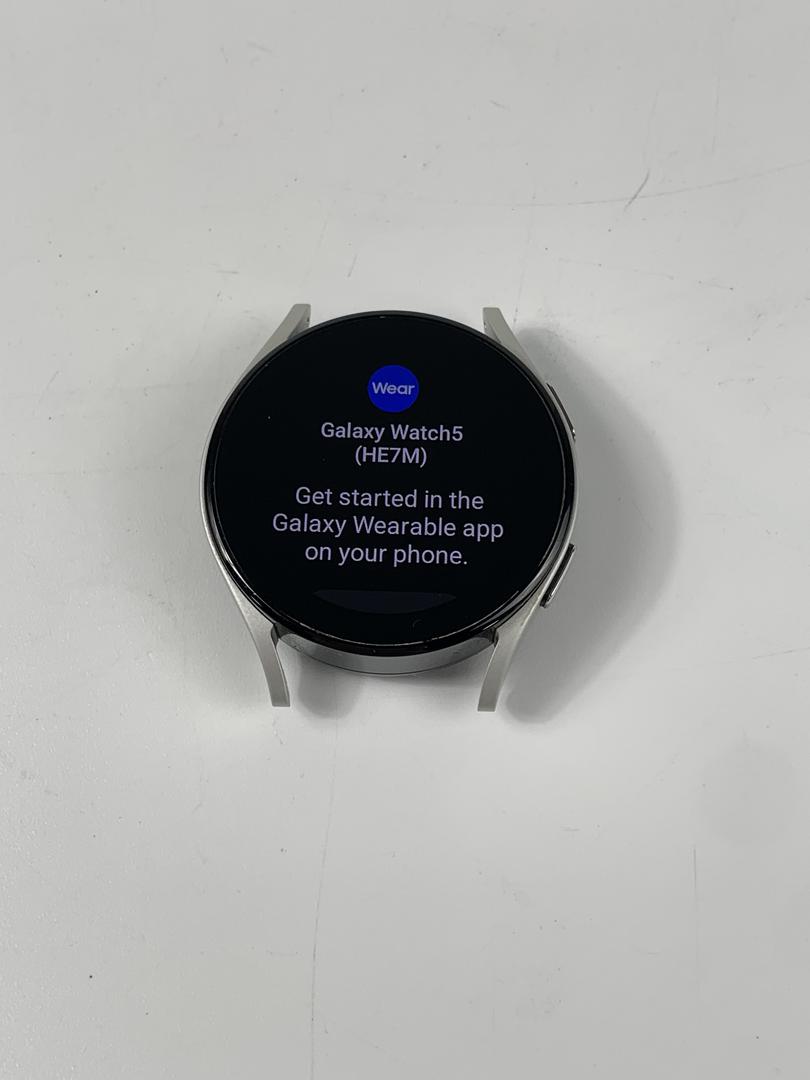 Wear
Galaxy Watch5
(HE7M)
Get started in the
Galaxy Wearable app
on your phone.